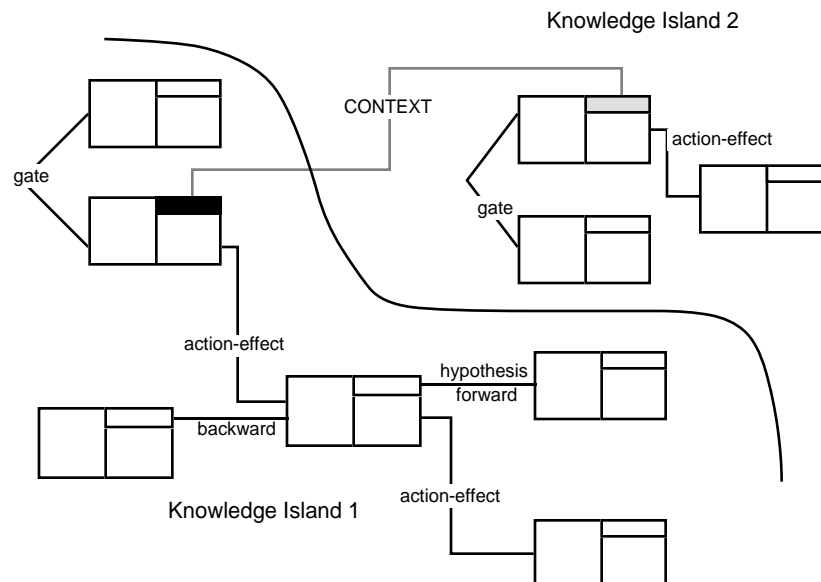 Knowledge Island 2
CONTEXT
action-effect
gate
gate
action-effect
hypothesis
forward
backward
action-effect
Knowledge Island 1